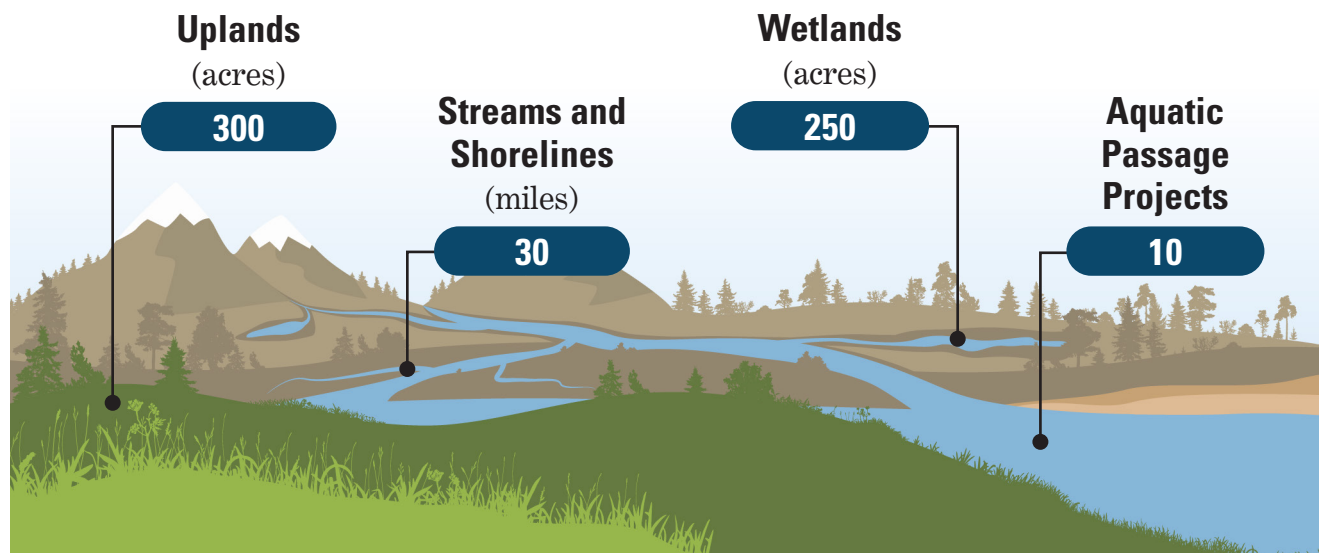 Uplands
(acres)
300
Streams and
Shorelines
(miles)
30
Wetlands
(acres)
250
Aquatic
Passage
Projects
10